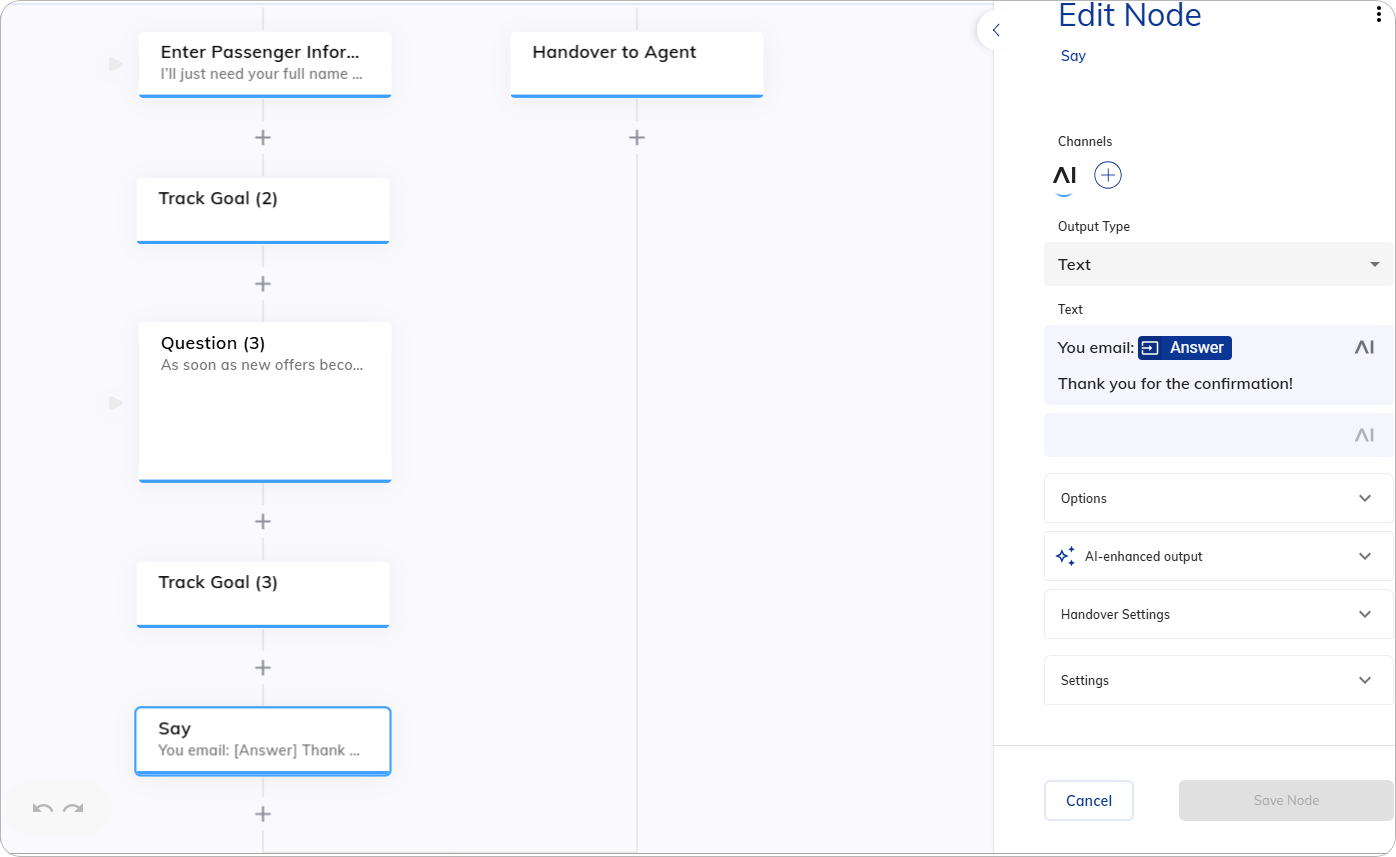 Enter Passenger Infor...
I'll just need your full name ...
Handover to Agent
Track Goal (2)
Question (3)
As soon as new offers beco...
Track Goal (3)
Say
You email: [Answer] Thank ...
Edit Node
Say
Channels
AI
Output Type
Text
Text
You email: Answer
AI
Thank you for the confirmation!
AI
Options
AI-enhanced output
Handover Settings
Settings
Cancel
Save Node